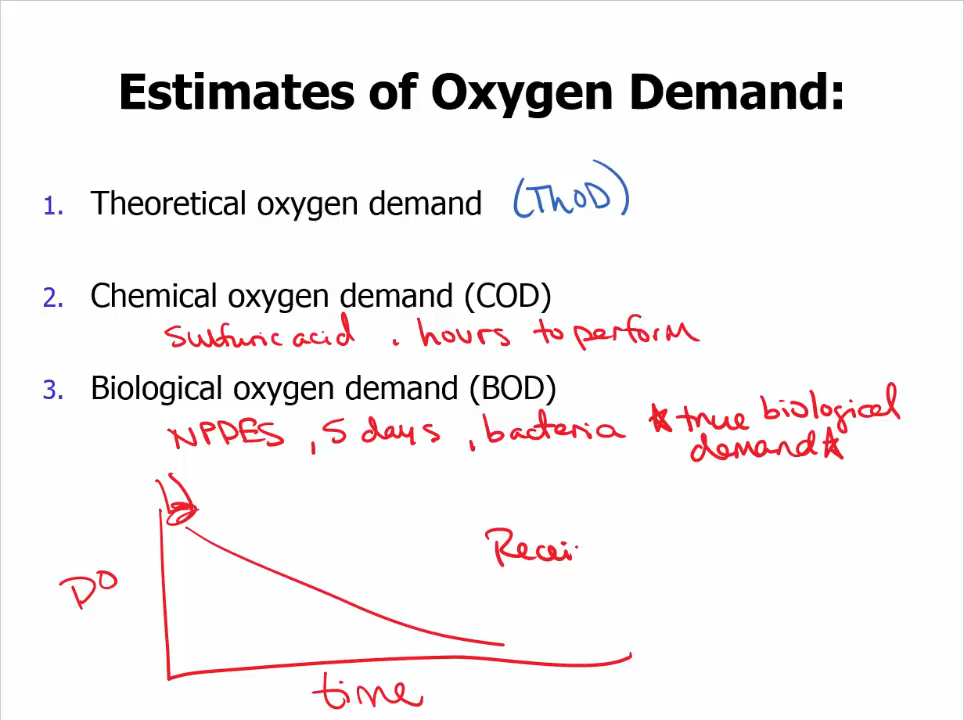 Estimates of Oxygen Demand:
1. Theoretical oxygen demand (ThOD)
2. Chemical oxygen demand (COD)
sulfuric acid . hours to perform
3. Biological oxygen demand (BOD)
NPDES , 5 days , bacteria ★ true biological
demand ★
Recei
DO
time